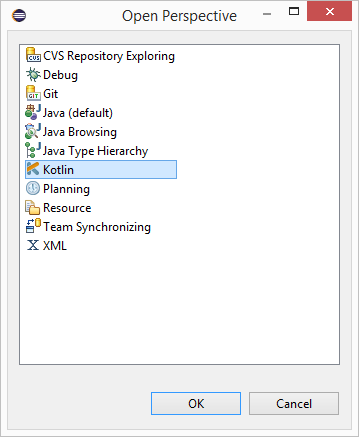 Open Perspective
CVS Repository Exploring
Debug
Git
Java (default)
Java Browsing
Java Type Hierarchy
Kotlin
Planning
Resource
Team Synchronizing
XML
OK
Cancel